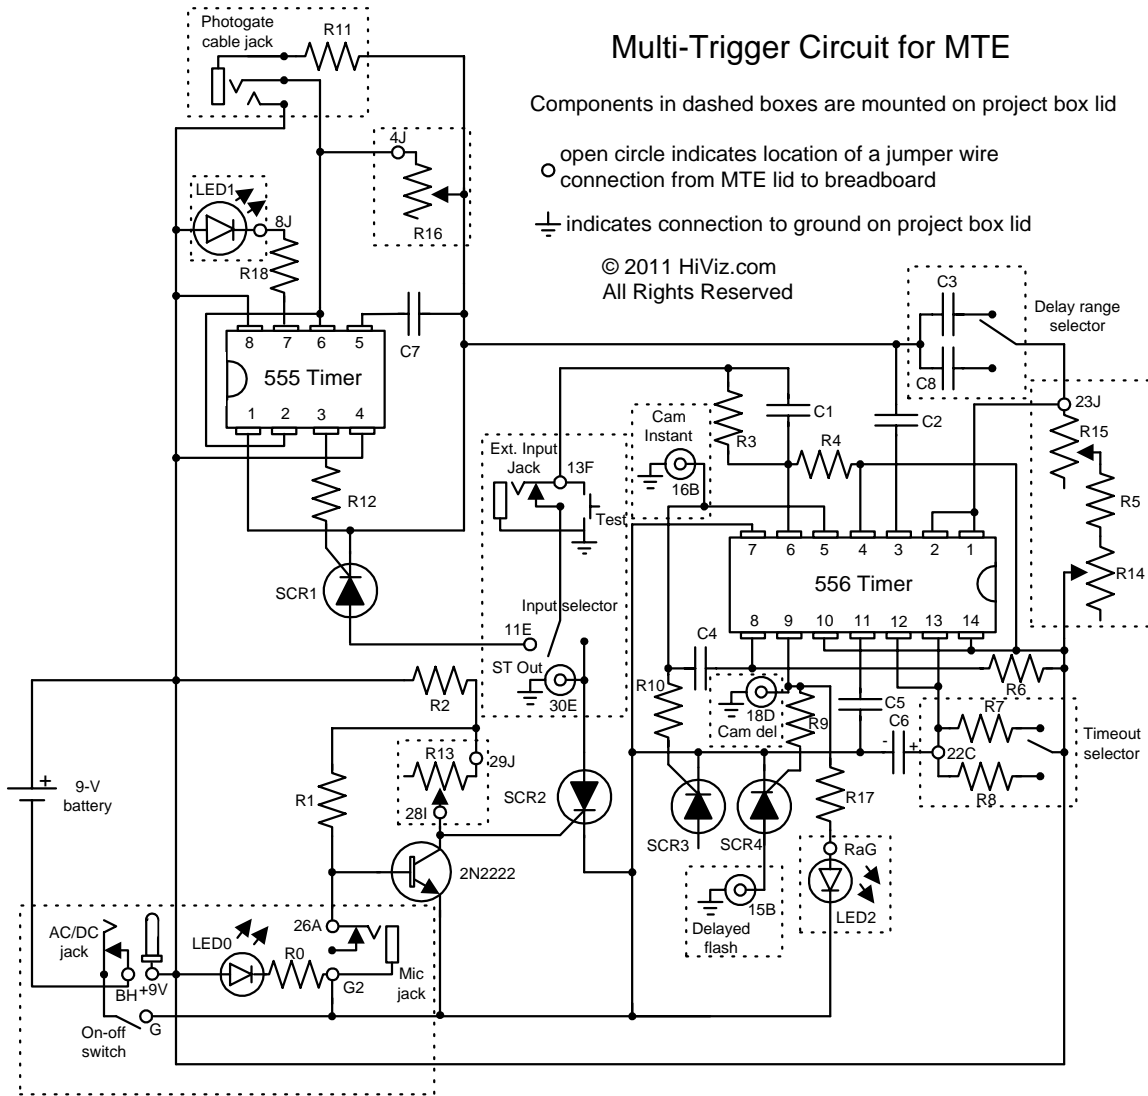 Multi-Trigger Circuit for MTE
Components in dashed boxes are mounted on project box lid
open circle indicates location of a jumper wire
connection from MTE lid to breadboard
indicates connection to ground on project box lid
© 2011 HiViz.com
All Rights Reserved
Photogate
cable jack
R11
4J
R16
LED1
8J
R18
8 7 6 5
555 Timer
1 2 3 4
C7
R12
SCR1
C3
C8
Delay range
selector
23J
R15
R5
R14
C1
C2
R3
R4
Cam
Instant
16B
Ext. Input
Jack
13F
Test
Input selector
11E
ST Out
30E
7 6 5 4 3 2 1
556 Timer
8 9 10 11 12 13 14
C4
R10
18D
Cam del
R9
C5
C6
- +
R6
R7
22C
R8
Timeout
selector
R2
R13
29J
28I
R1
SCR2
2N2222
SCR3
SCR4
R17
RaG
LED2
15B
Delayed
flash
+
9-V
battery
AC/DC
jack
BH
+9V
LED0
R0
26A
G2
Mic
jack
G
On-off
switch